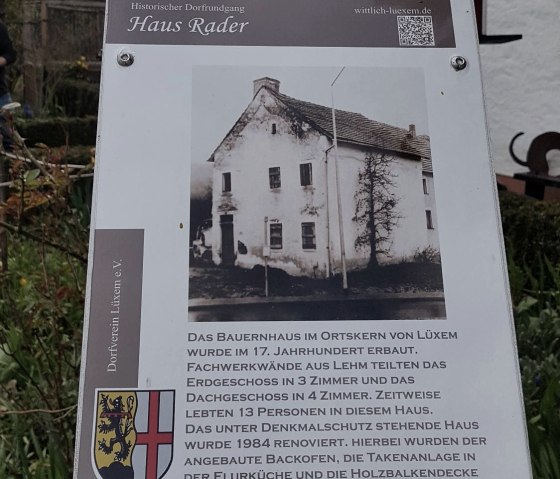 Historischer Dorfrundgang
wittlich-luexem.de
Haus Rader
Dorfverein Lüxem e.V.
Das Bauernhaus im Ortskern von Lüxem
wurde im 17. Jahrhundert erbaut.
Fachwerkwände aus Lehm teilten das
Erdgeschoss in 3 Zimmer und das
Dachgeschoss in 4 Zimmer. Zeitweise
lebten 13 Personen in diesem Haus.
Das unter Denkmalschutz stehende Haus
wurde 1984 renoviert. Hierbei wurden der
angebaute Backofen, die Takenanlage in
der Flurküche und die Holzbalkendecke